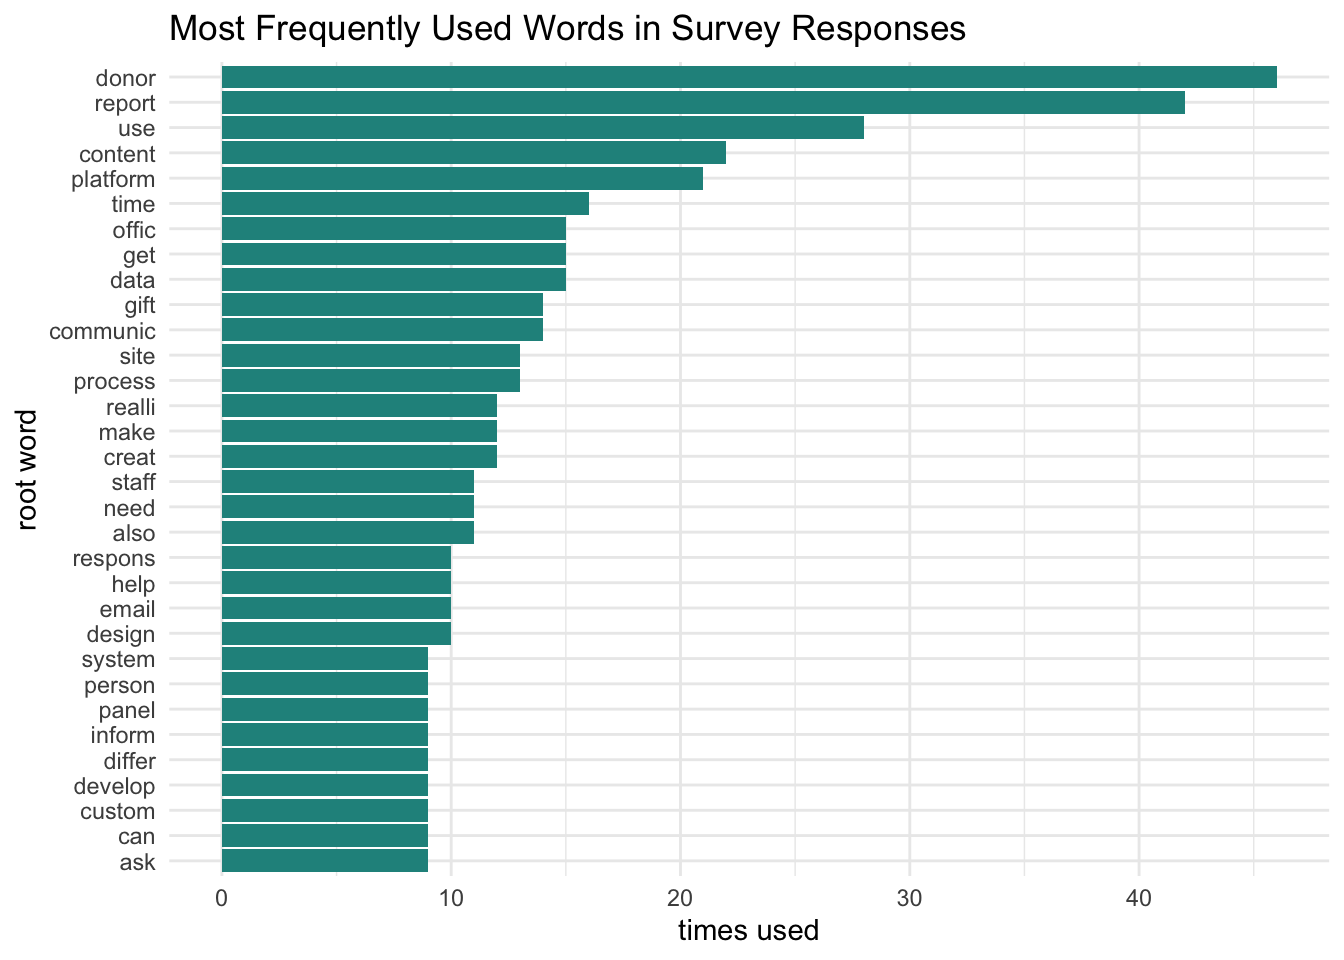 Most Frequently Used Words in Survey Responses
donor
report
use
content
platform
time
offic
get
data
gift
communic
site
process
realli
make
creat
staff
need
also
respons
help
email
design
system
person
panel
inform
differ
develop
custom
can
ask
root word
0 10 20 30 40
times used